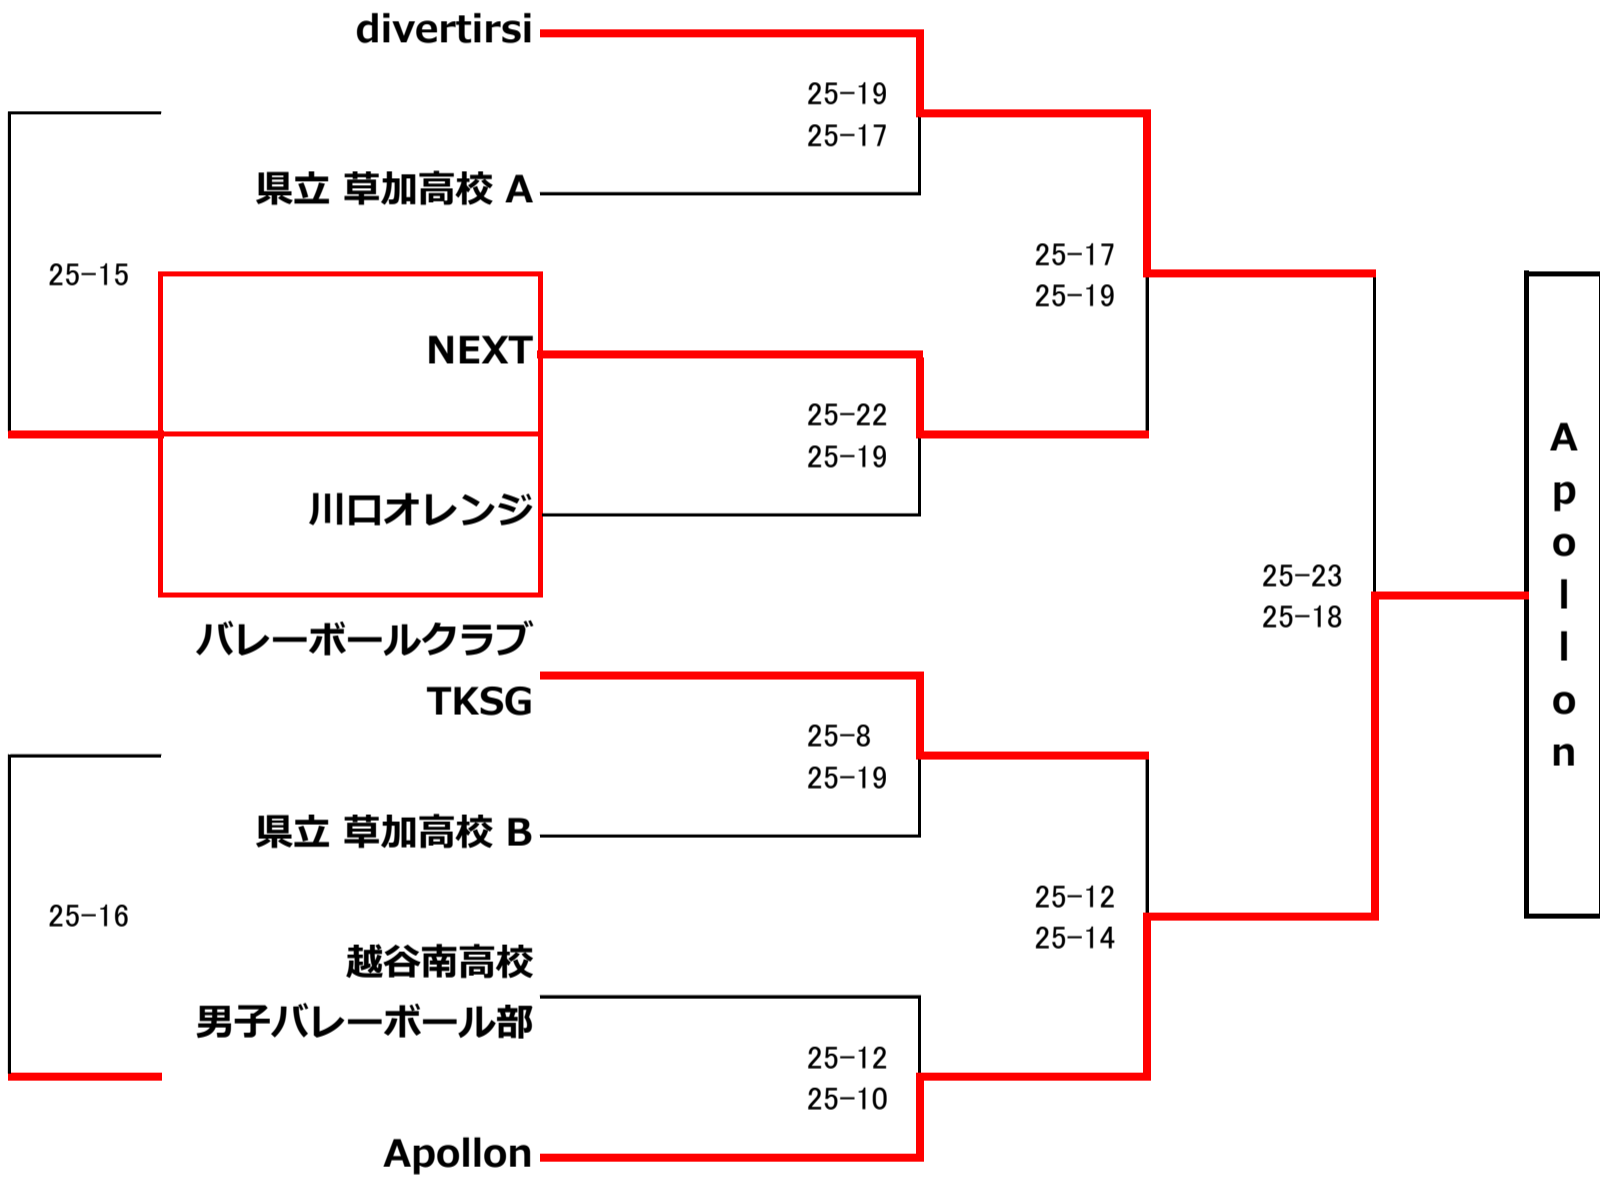 divertirsi
25-19
25-17
県立 草加高校 A
25-17
25-19
25-15
NEXT
25-22
25-19
川口オレンジ
25-23
25-18
Apollon
バレーボールクラブ
TKSG
25-8
25-19
県立 草加高校 B
25-12
25-14
25-16
越谷南高校
男子バレーボール部
25-12
25-10
Apollon